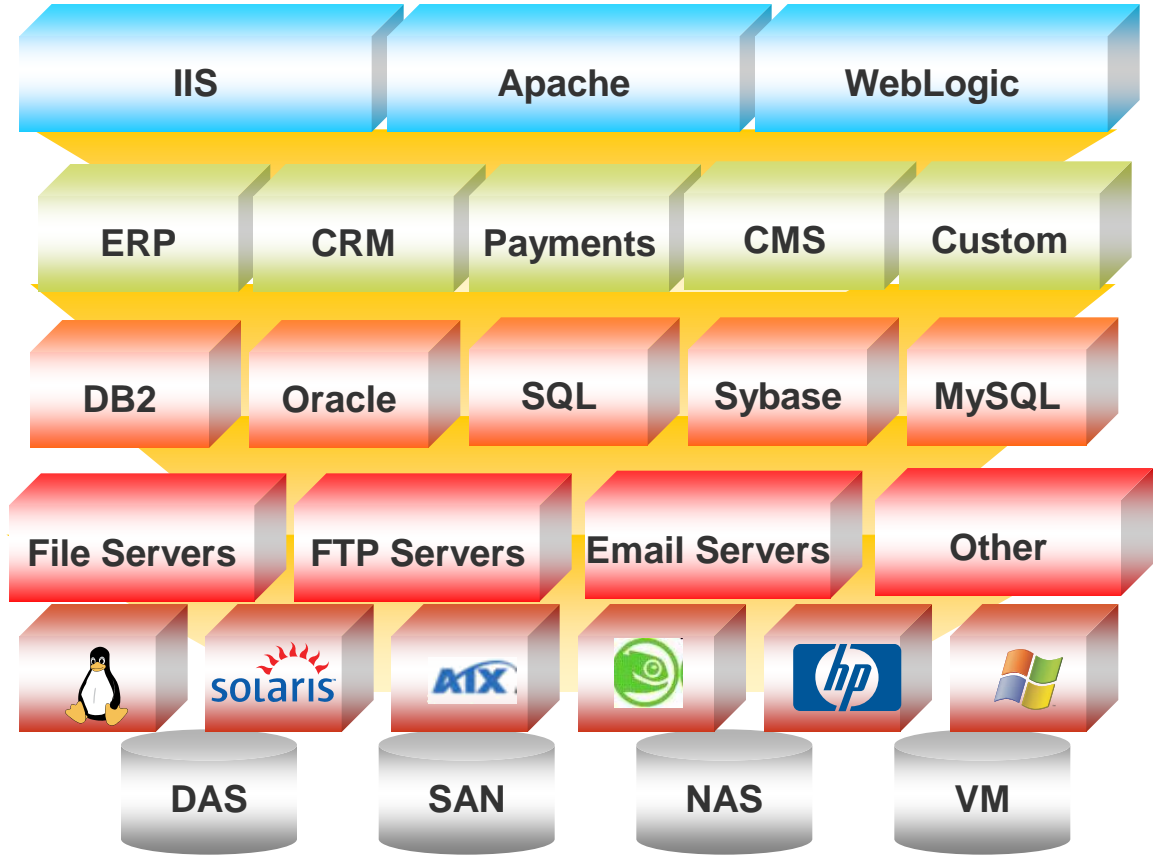 IIS
Apache
WebLogic
ERP
CRM
Payments
CMS
Custom
DB2
Oracle
SQL
Sybase
MySQL
File Servers
FTP Servers
Email Servers
Other
solaris
AIX
hp
DAS
SAN
NAS
VM